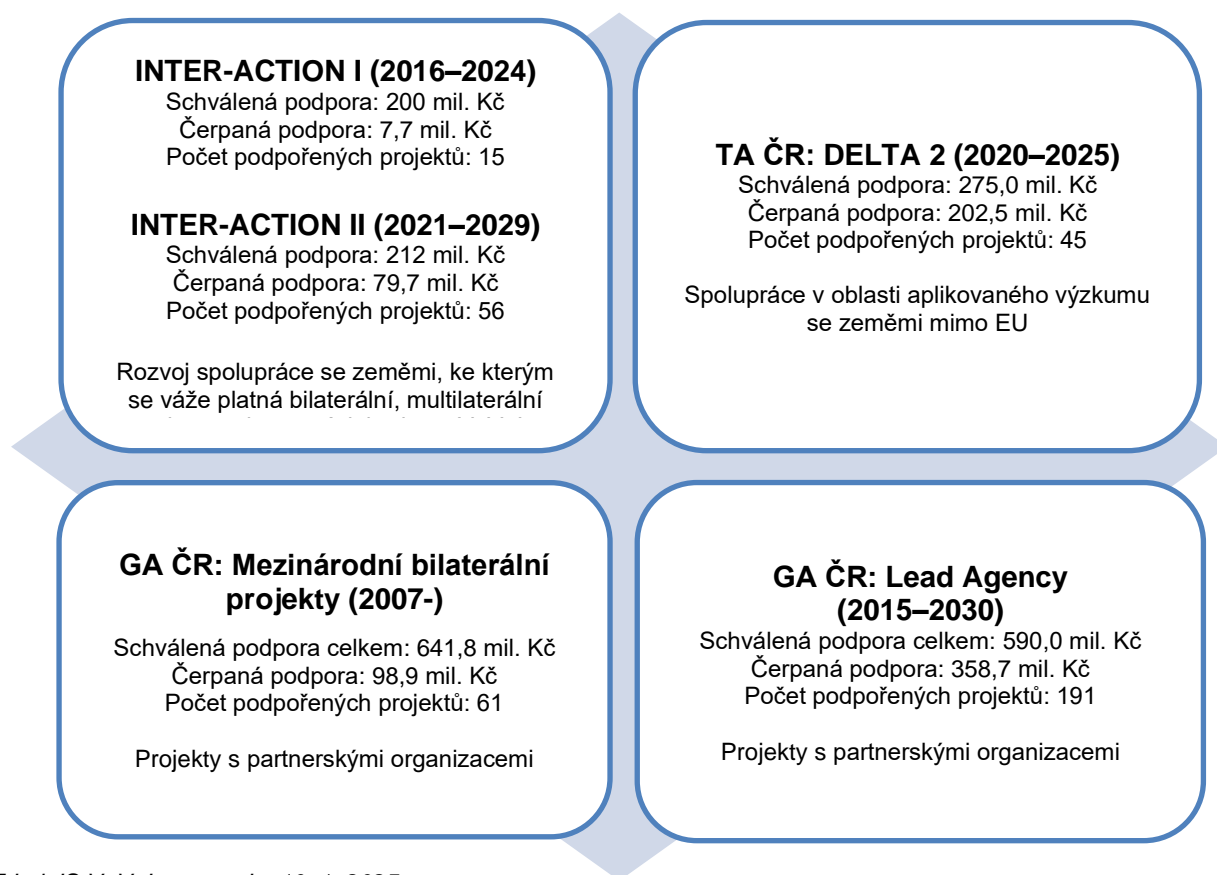 INTER-ACTION I (2016–2024)
Schválená podpora: 200 mil. Kč
Čerpaná podpora: 7,7 mil. Kč
Počet podpořených projektů: 15
INTER-ACTION II (2021–2029)
Schválená podpora: 212 mil. Kč
Čerpaná podpora: 79,7 mil. Kč
Počet podpořených projektů: 56
Rozvoj spolupráce se zeměmi, ke kterým
se váže platná bilaterální, multilaterální
TA ČR: DELTA 2 (2020–2025)
Schválená podpora: 275,0 mil. Kč
Čerpaná podpora: 202,5 mil. Kč
Počet podpořených projektů: 45
Spolupráce v oblasti aplikovaného výzkumu
se zeměmi mimo EU
GA ČR: Mezinárodní bilaterální
projekty (2007-)
Schválená podpora celkem: 641,8 mil. Kč
Čerpaná podpora: 98,9 mil. Kč
Počet podpořených projektů: 61
Projekty s partnerskými organizacemi
GA ČR: Lead Agency
(2015–2030)
Schválená podpora celkem: 590,0 mil. Kč
Čerpaná podpora: 358,7 mil. Kč
Počet podpořených projektů: 191
Projekty s partnerskými organizacemi